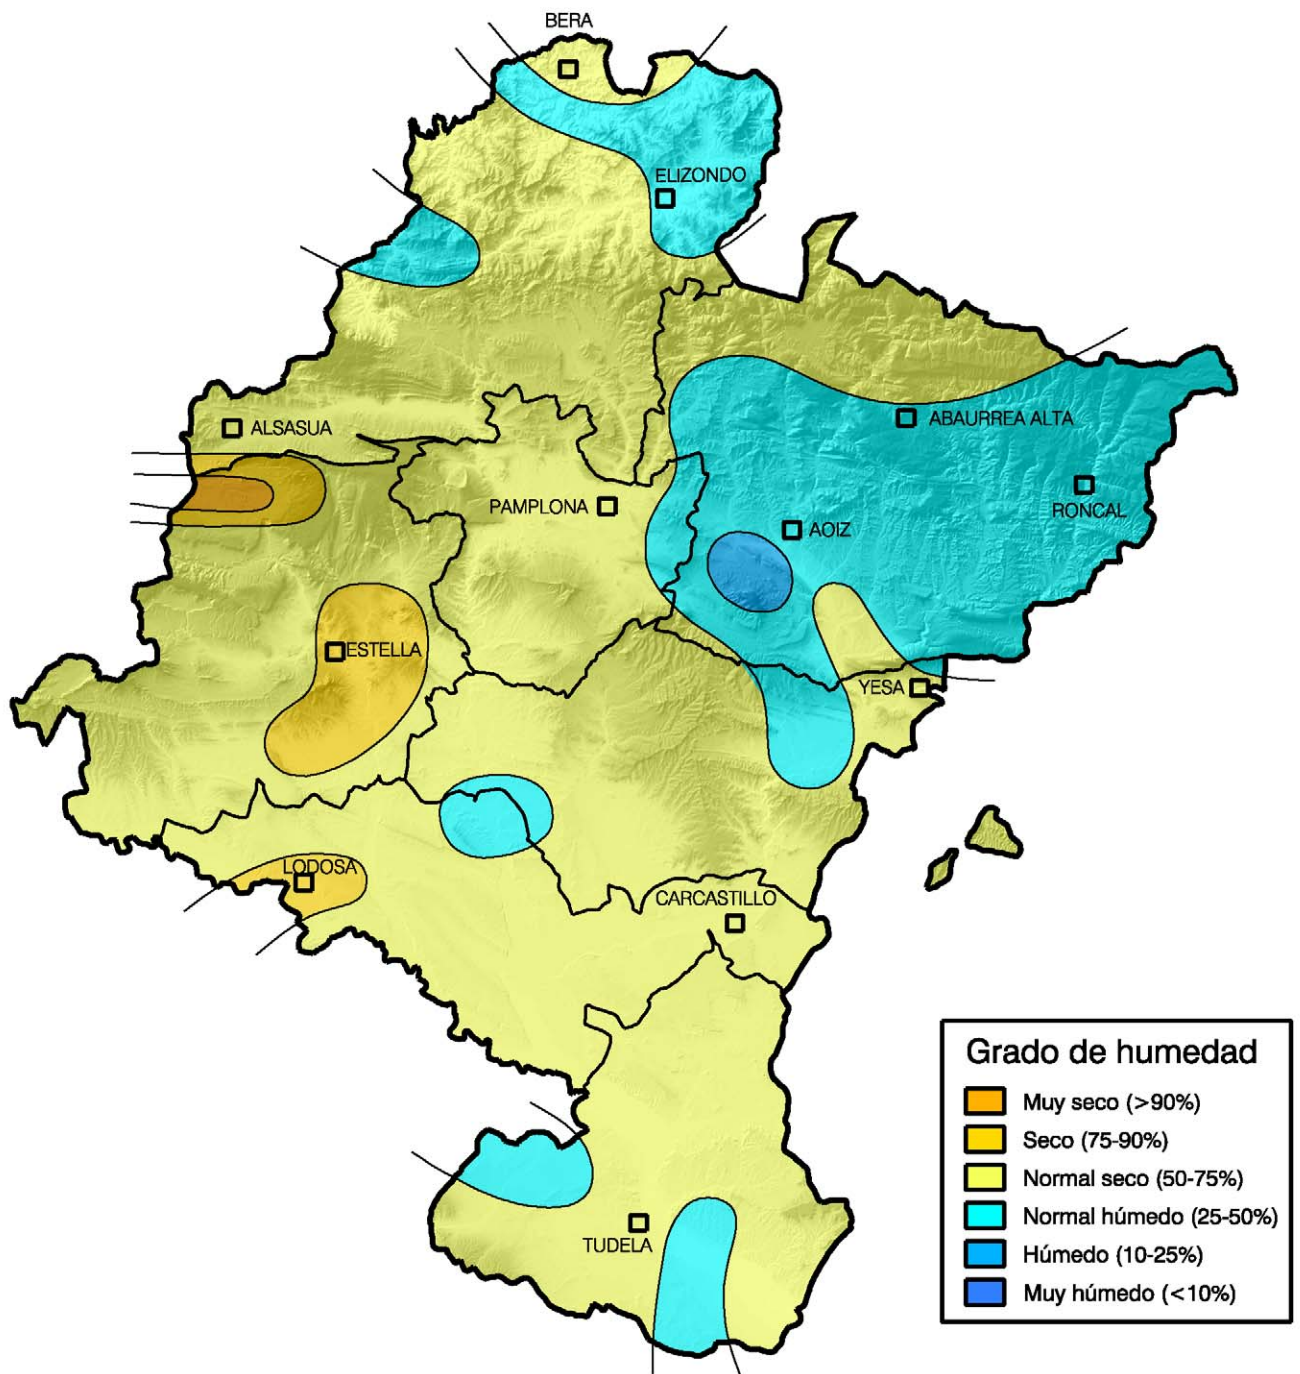 BERA
ELIZONDO
ALSASUA
ABAURREA ALTA
PAMPLONA
AOIZ
RONCAL
ESTELLA
YESA
LODOSA
CARCASTILLO
TUDELA
Grado de humedad
Muy seco (>90%)
Seco (75-90%)
Normal seco (50-75%)
Normal húmedo (25-50%)
Húmedo (10-25%)
Muy húmedo (<10%)